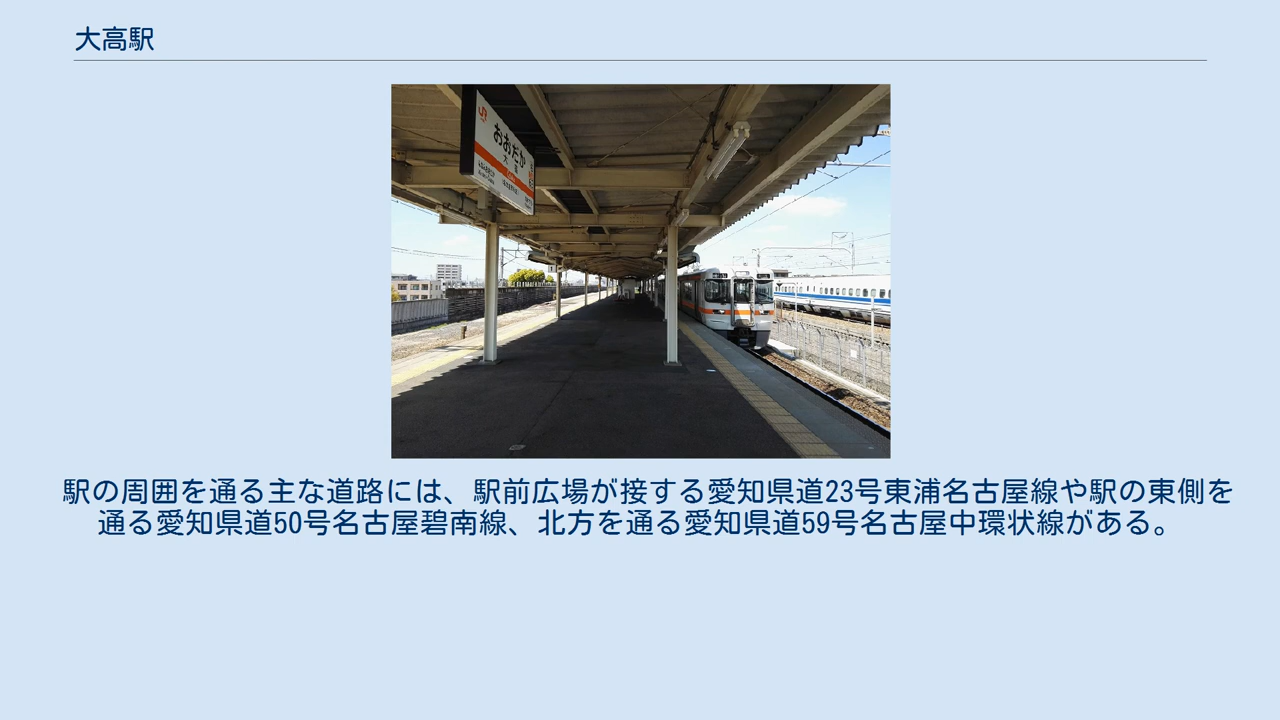 大高駅
JR
おおだか
大高
駅の周囲を通る主な道路には、駅前広場が接する愛知県道23号東浦名古屋線や駅の東側を
通る愛知県道50号名古屋碧南線、北方を通る愛知県道59号名古屋中環状線がある。